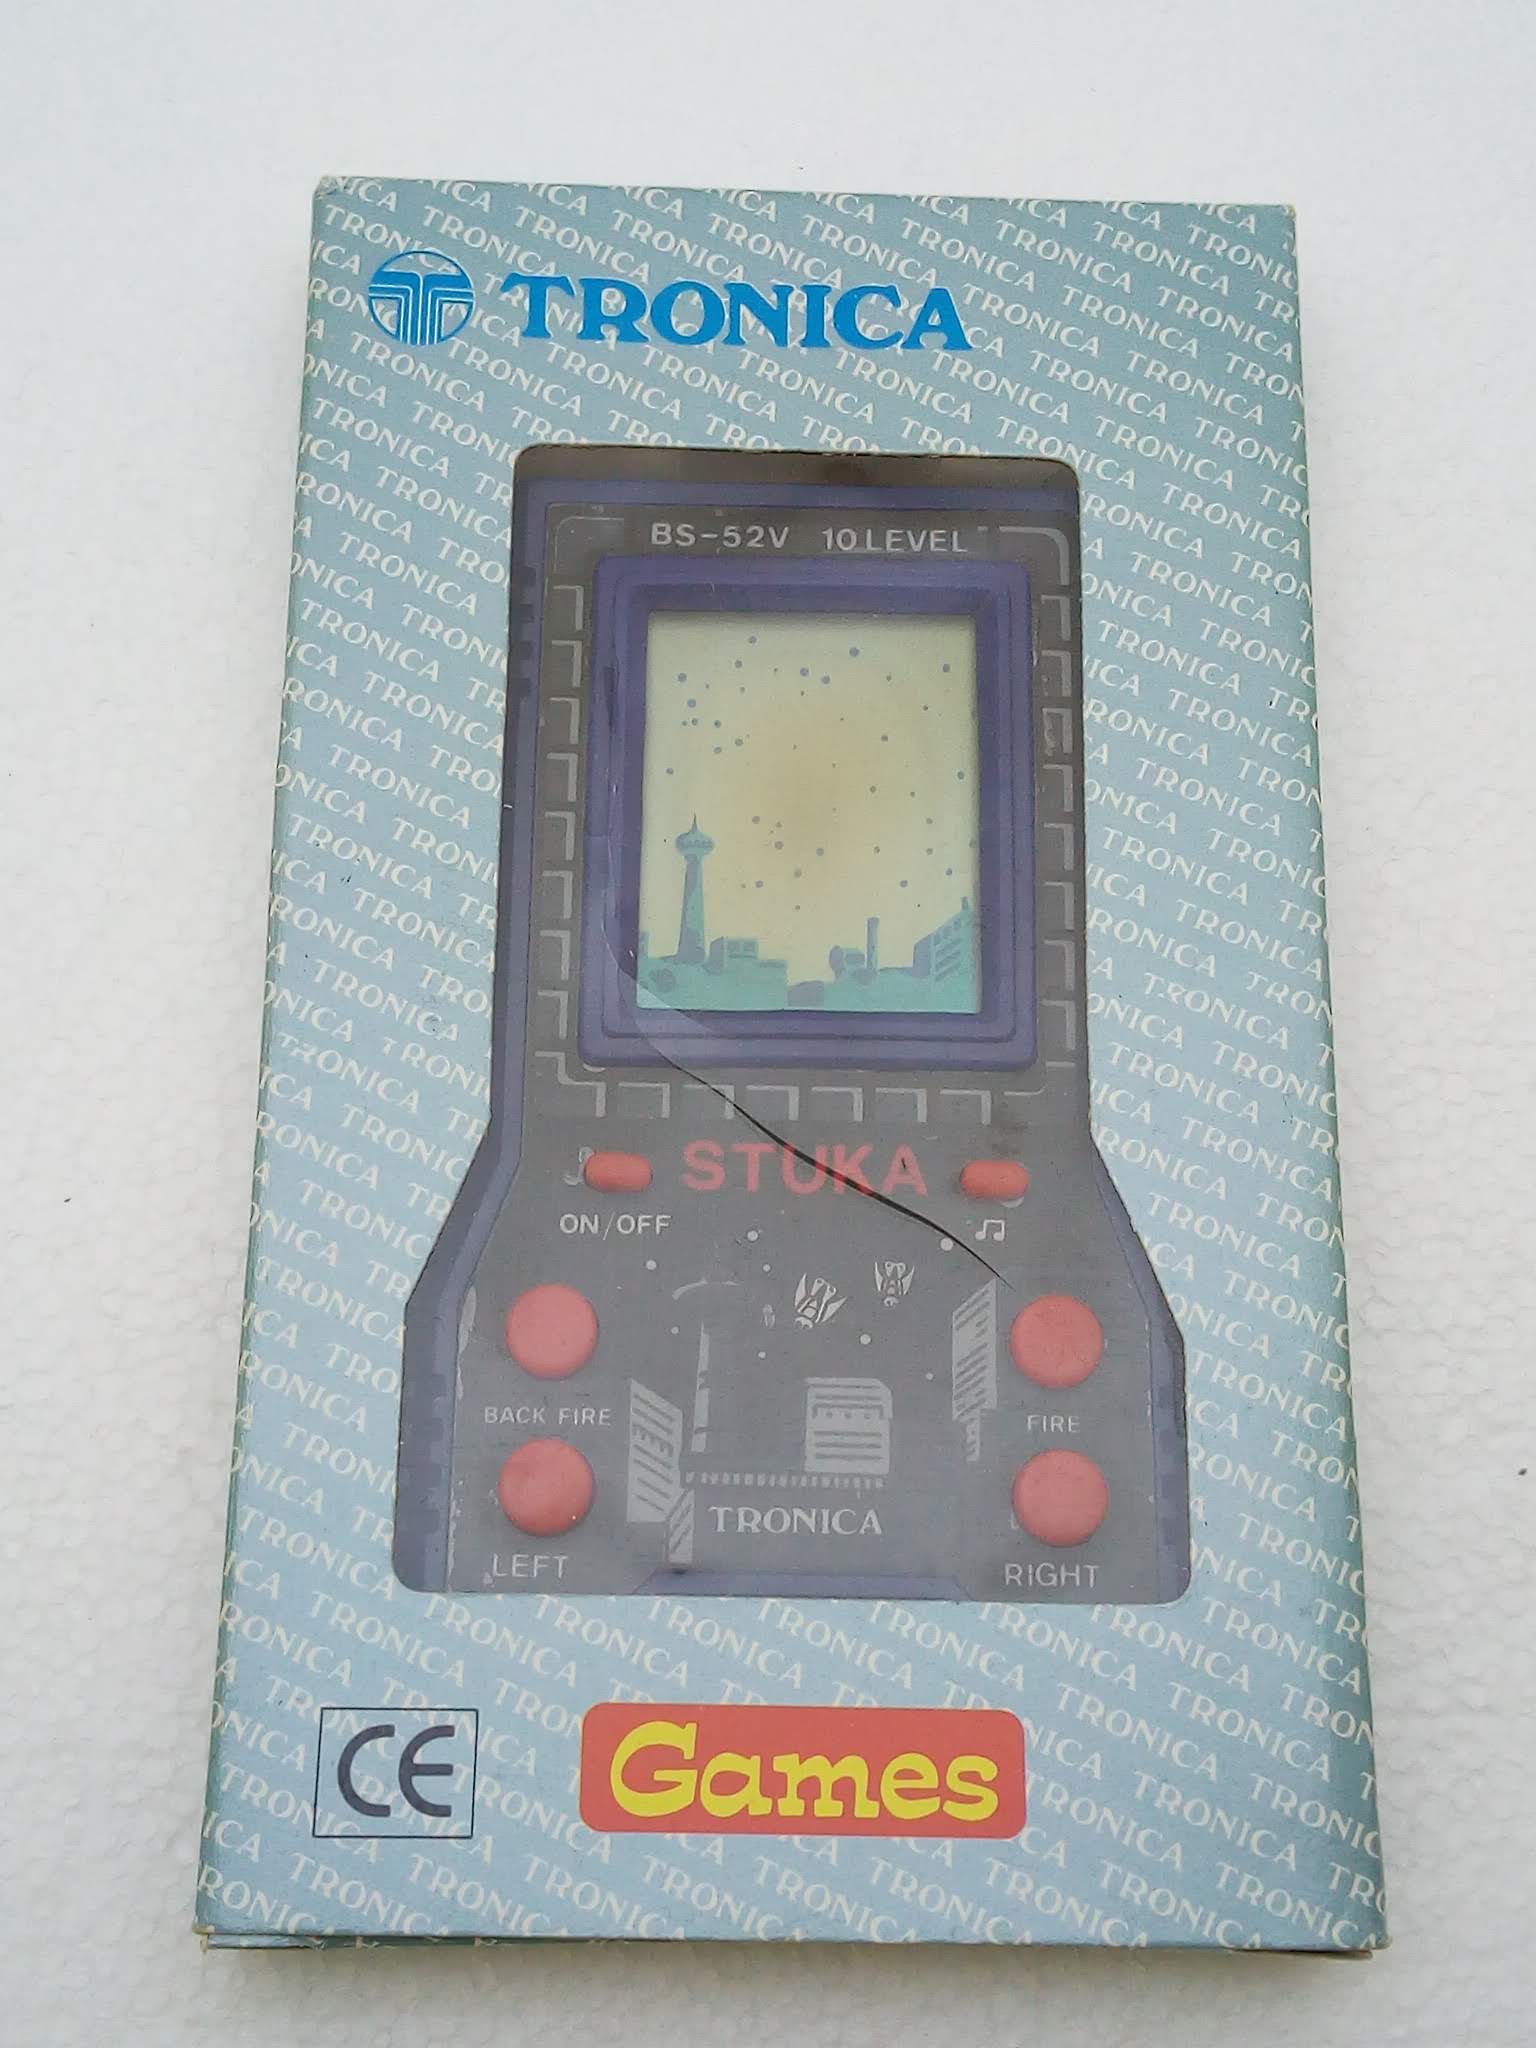 TRONICA
BS-52V 10 LEVEL
STUKA
ON/OFF
BACK FIRE
FIRE
TRONICA
LEFT
RIGHT
CE
Games